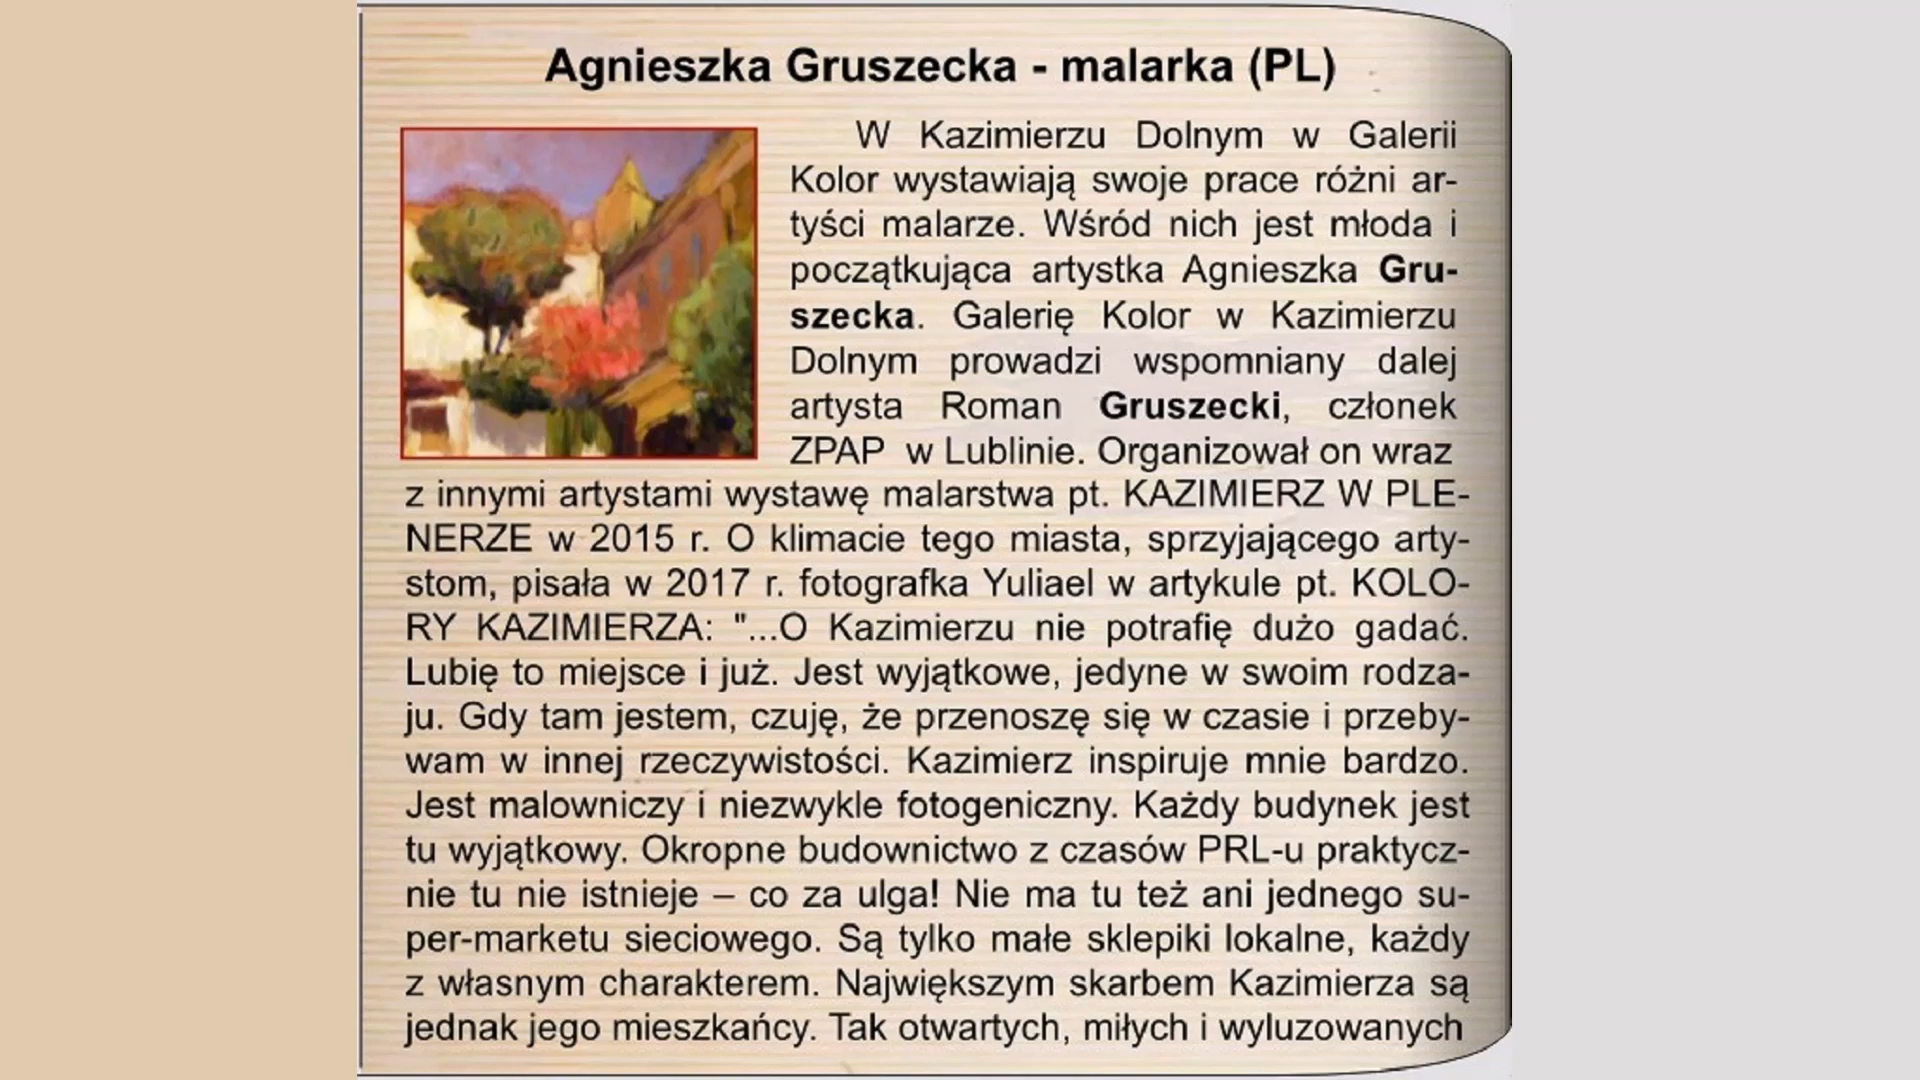 Agnieszka Gruszecka - malarka (PL)
W Kazimierzu Dolnym w Galerii
Kolor wystawiają swoje prace różni ar-
tyści malarze. Wśród nich jest młoda i
początkująca artystka Agnieszka Gru-
szecka. Galerię Kolor w Kazimierzu
Dolnym prowadzi wspomniany dalej
artysta Roman Gruszecki, członek
ZPAP w Lublinie. Organizował on wraz
z innymi artystami wystawę malarstwa pt. KAZIMIERZ W PLE-
NERZE w 2015 r. O klimacie tego miasta, sprzyjającego arty-
stom, pisała w 2017 r. fotografka Yuliael w artykule pt. KOLO-
RY KAZIMIERZA: "...O Kazimierzu nie potrafię dużo gadać.
Lubię to miejsce i już. Jest wyjątkowe, jedyne w swoim rodza-
ju. Gdy tam jestem, czuję, że przenoszę się w czasie i przeby-
wam w innej rzeczywistości. Kazimierz inspiruje mnie bardzo.
Jest malowniczy i niezwykle fotogeniczny. Każdy budynek jest
tu wyjątkowy. Okropne budownictwo z czasów PRL-u praktycz-
nie tu nie istnieje – co za ulga! Nie ma tu też ani jednego su-
per-marketu sieciowego. Są tylko małe sklepiki lokalne, każdy
z własnym charakterem. Największym skarbem Kazimierza są
jednak jego mieszkańcy. Tak otwartych, miłych i wyluzowanych